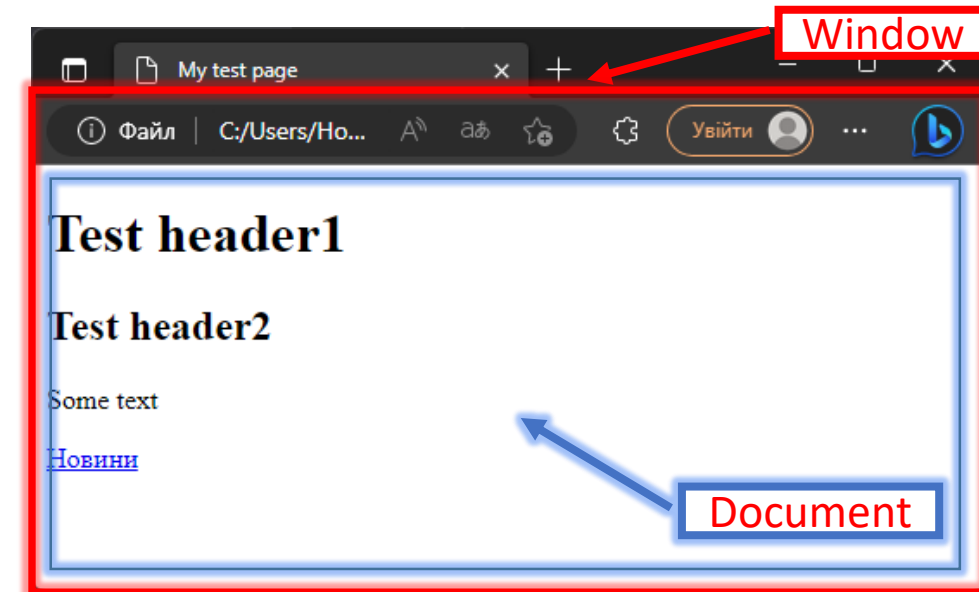 Window
My test page
Файл C:/Users/Ho... Увійти
Test header1
Test header2
Some text
Новини
Document